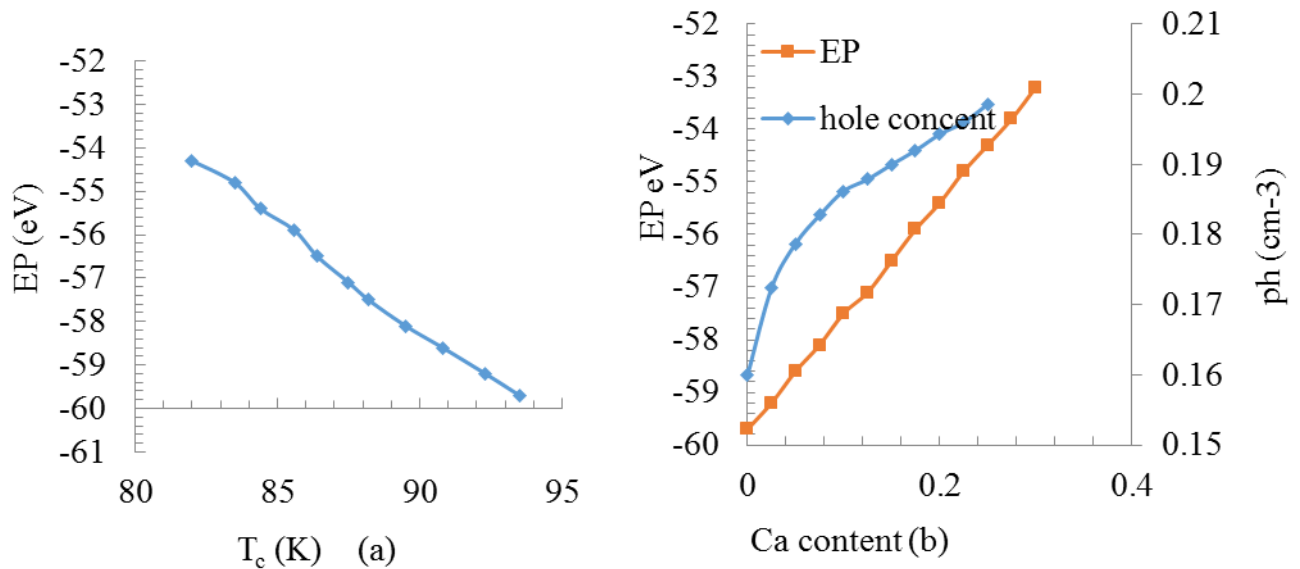 -52
-53
-54
-55
-56
-57
-58
-59
-60
-61
EP (eV)
80 85 90 95
T_c (K) (a)
-52
-53
-54
-55
-56
-57
-58
-59
-60
EP eV
EP
hole concent
0.21
0.2
0.19
0.18
0.17
0.16
0.15
ph (cm-3)
0 0.2 0.4
Ca content (b)